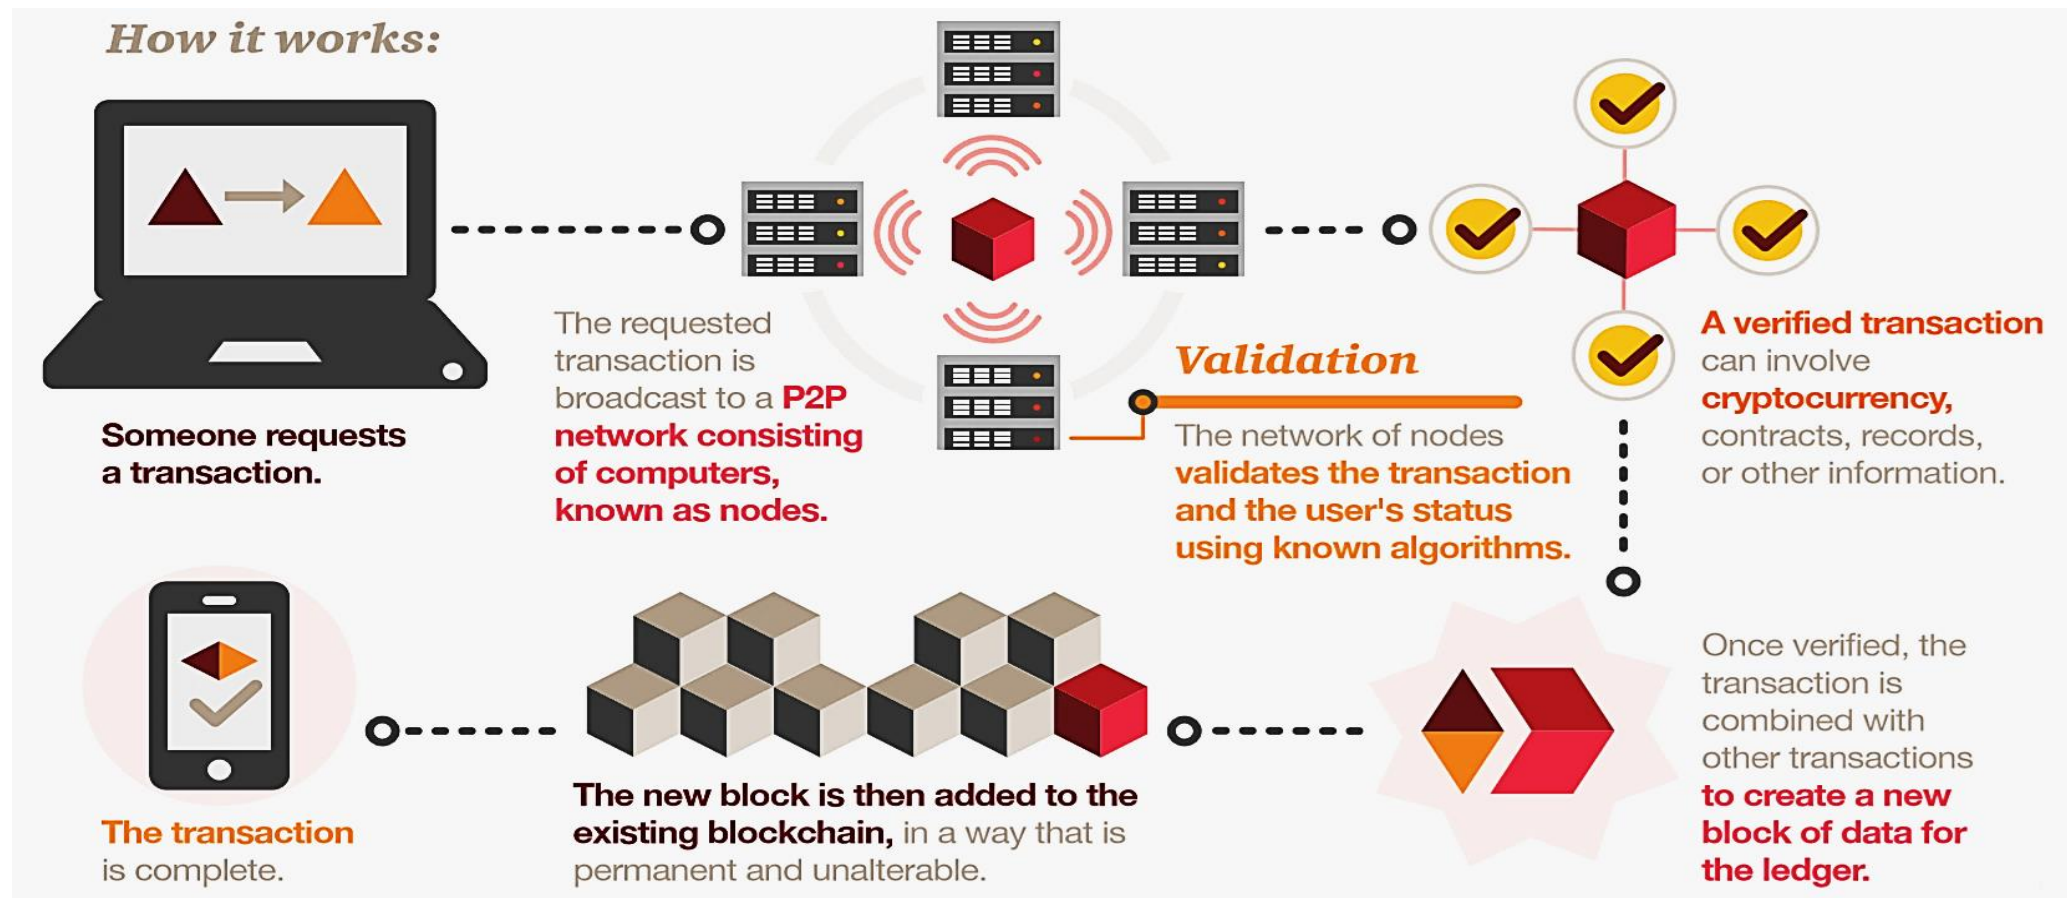 How it works:
Someone requests
a transaction.
The requested
transaction is
broadcast to a P2P
network consisting
of computers,
known as nodes.
Validation
The network of nodes
validates the transaction
and the user's status
using known algorithms.
A verified transaction
can involve
cryptocurrency,
contracts, records,
or other information.
Once verified, the
transaction is
combined with
other transactions
to create a new
block of data for
the ledger.
The new block is then added to the
existing blockchain, in a way that is
permanent and unalterable.
The transaction
is complete.